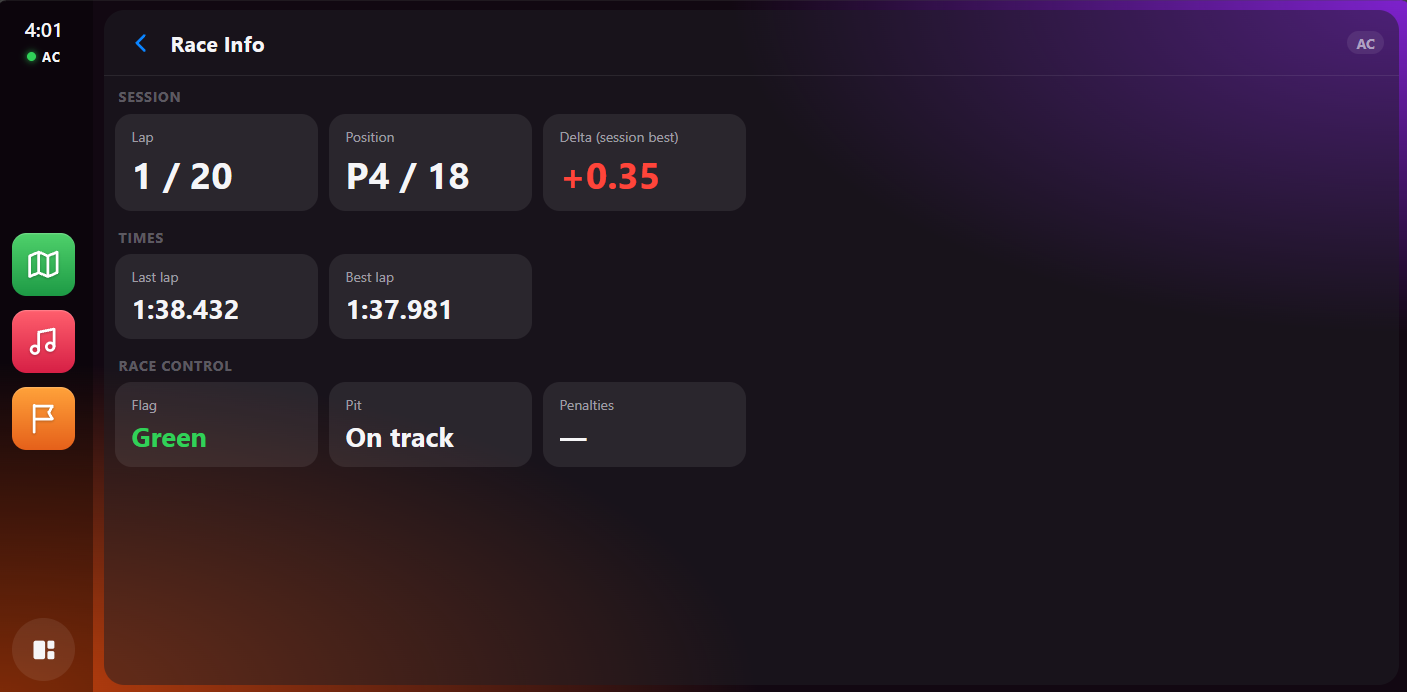 4:01
AC
Race Info
AC
SESSION
Lap
1 / 20
Position
P4 / 18
Delta (session best)
+0.35
TIMES
Last lap
1:38.432
Best lap
1:37.981
RACE CONTROL
Flag
Green
Pit
On track
Penalties
—